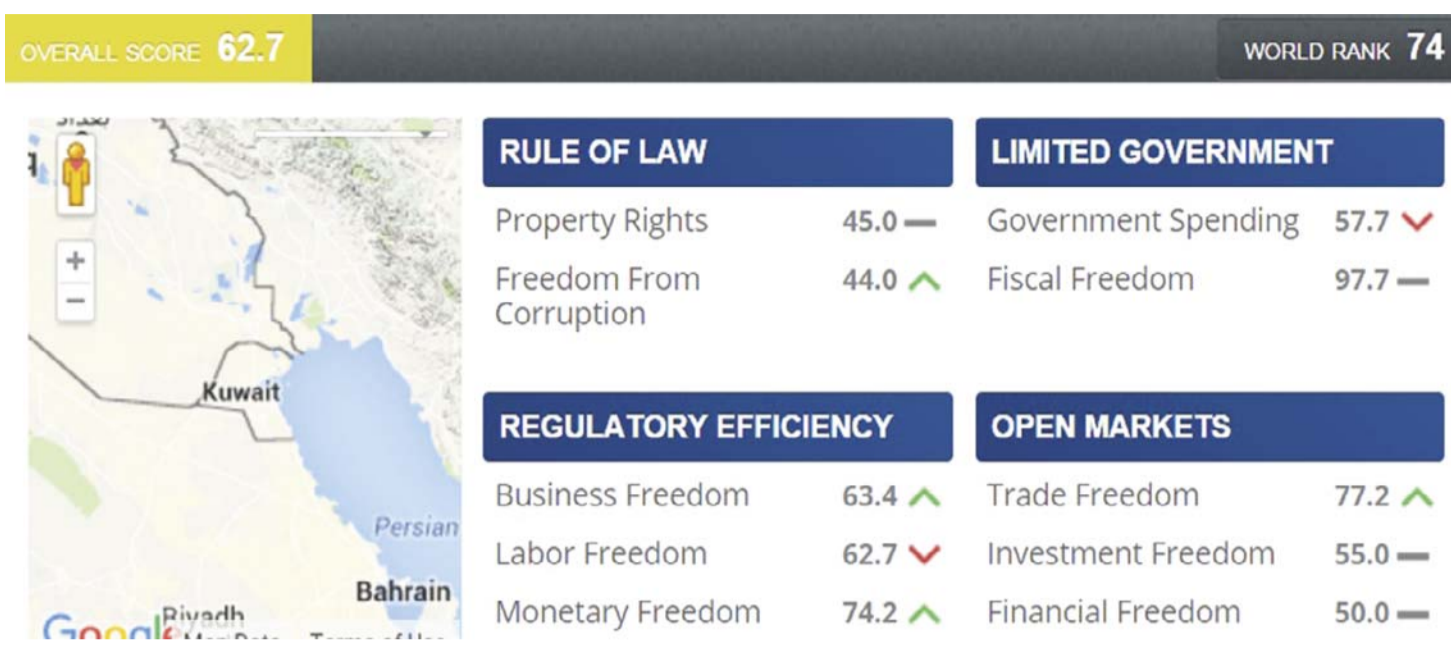 OVERALL SCORE 62.7
WORLD RANK 74
RULE OF LAW
Property Rights 45.0
Freedom From
Corruption 44.0
LIMITED GOVERNMENT
Government Spending 57.7
Fiscal Freedom 97.7
REGULATORY EFFICIENCY
Business Freedom 63.4
Labor Freedom 62.7
Monetary Freedom 74.2
OPEN MARKETS
Trade Freedom 77.2
Investment Freedom 55.0
Financial Freedom 50.0
+
−
Kuwait
Persian
Bahrain
Riyadh
Google